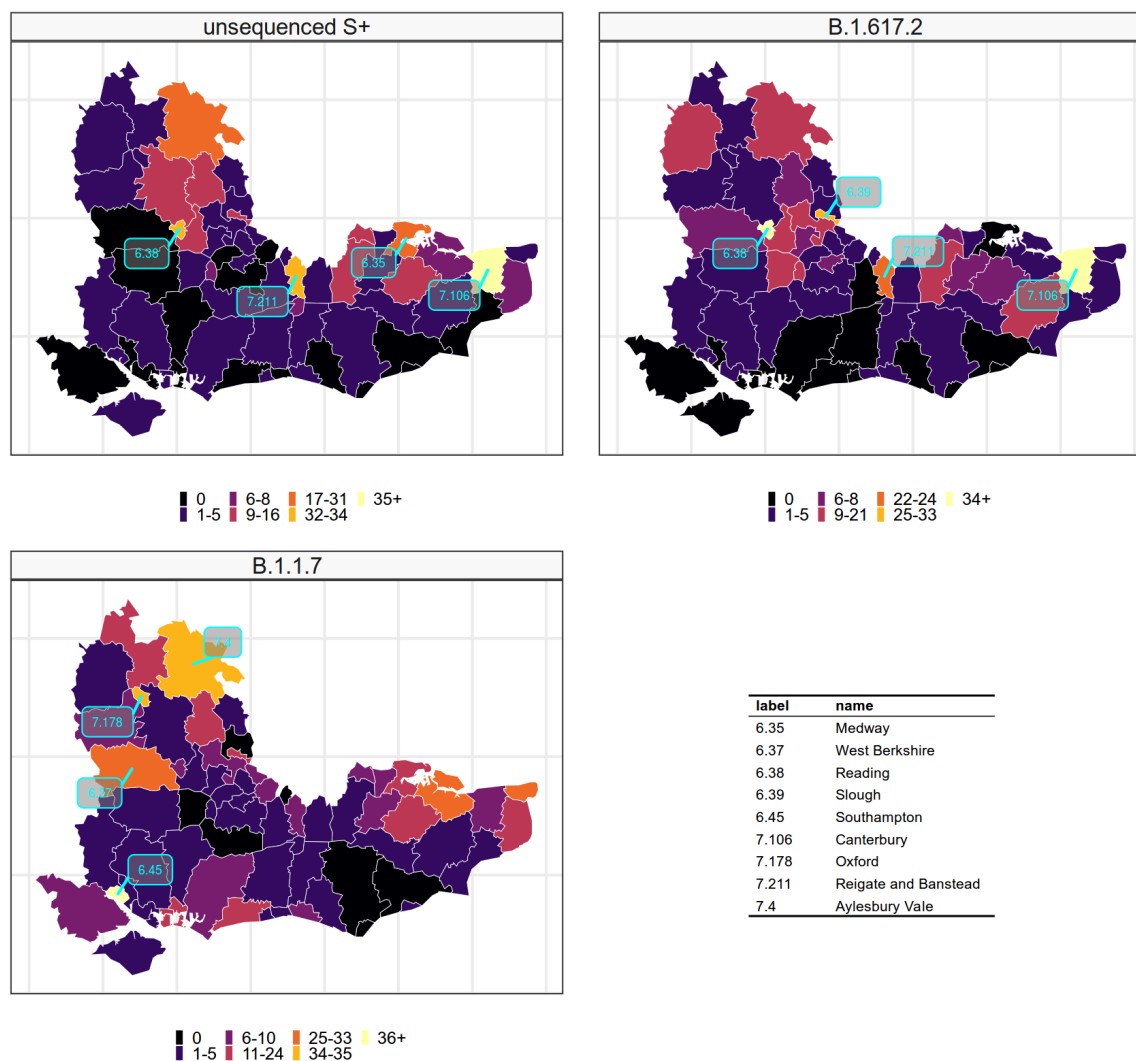 unsequenced S+
B.1.617.2
6.38
6.35
7.211
7.106
6.39
6.38
7.211
7.106
0 6-8 17-31 35+
1-5 9-16 32-34
0 6-8 22-24 34+
1-5 9-21 25-33
B.1.1.7
7.4
7.178
6.37
6.45
label name
6.35 Medway
6.37 West Berkshire
6.38 Reading
6.39 Slough
6.45 Southampton
7.106 Canterbury
7.178 Oxford
7.211 Reigate and Banstead
7.4 Aylesbury Vale
0 6-10 25-33 36+
1-5 11-24 34-35